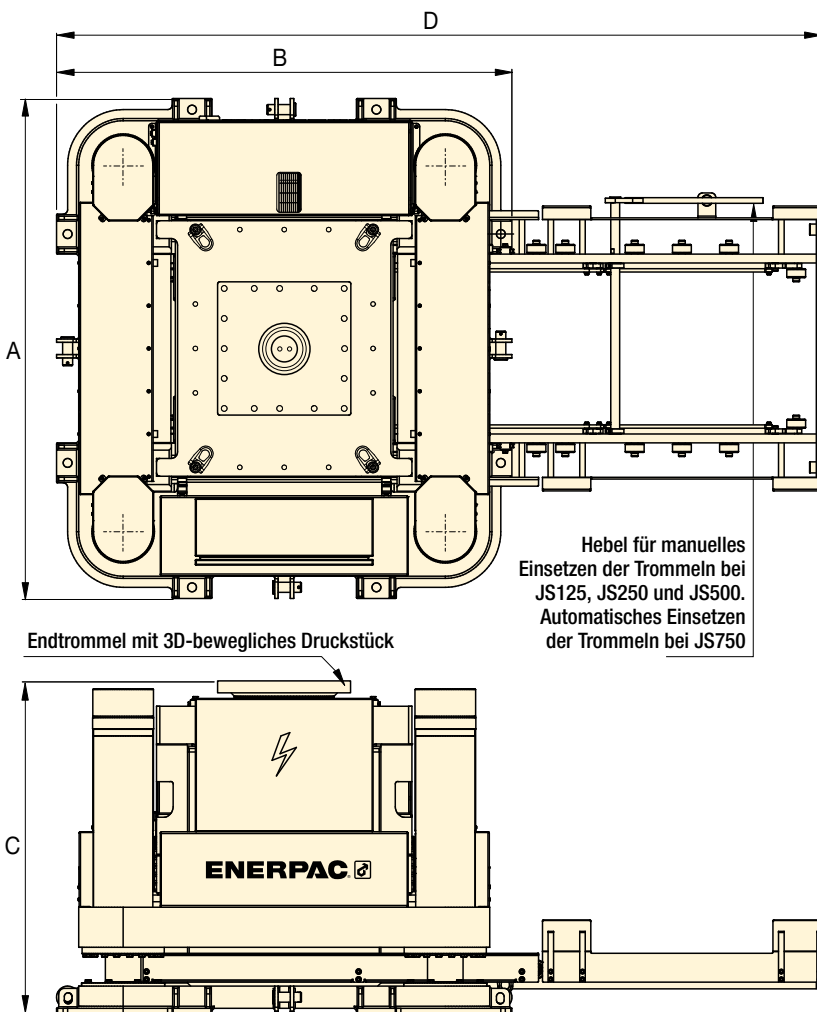 D
B
A
Hebel für manuelles
Einsetzen der Trommeln bei
JS125, JS250 und JS500.
Automatisches Einsetzen
der Trommeln bei JS750
Endtrommel mit 3D-bewegliches Druckstück
C
ENERPAC